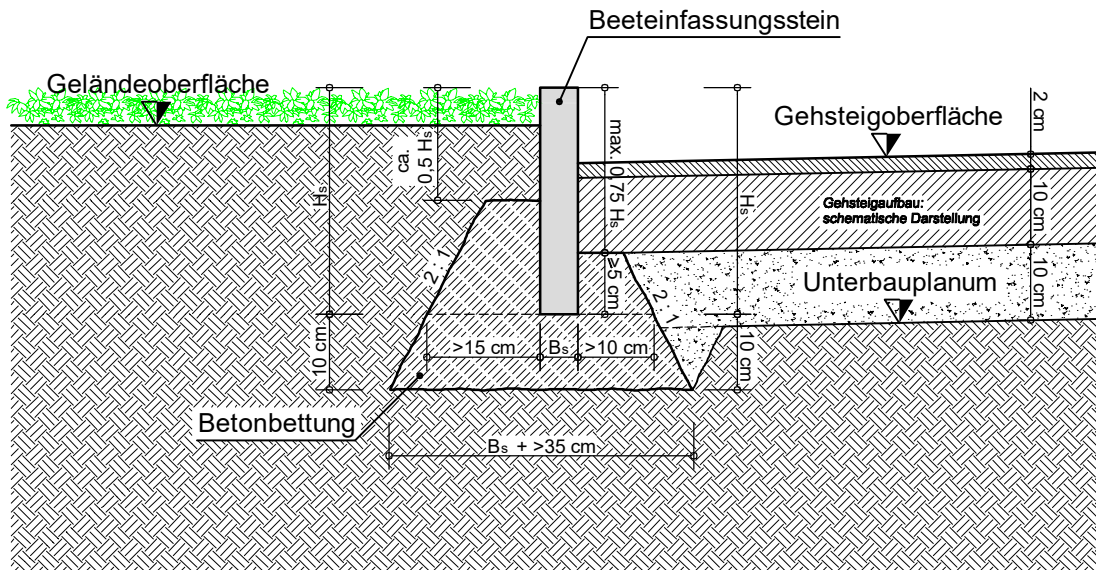 Beeteinfassungsstein
Geländeoberfläche
Gehsteigoberfläche
2 cm
ca.
0,5 Hs
max. 0,75 Hs
Hs
Hs
10 cm
Gehsteigaufbau:
schematische Darstellung
2 : 1
≥5 cm
2 : 1
Unterbauplanum
10 cm
>15 cm
Bs
>10 cm
10 cm
10 cm
Betonbettung
Bs + >35 cm